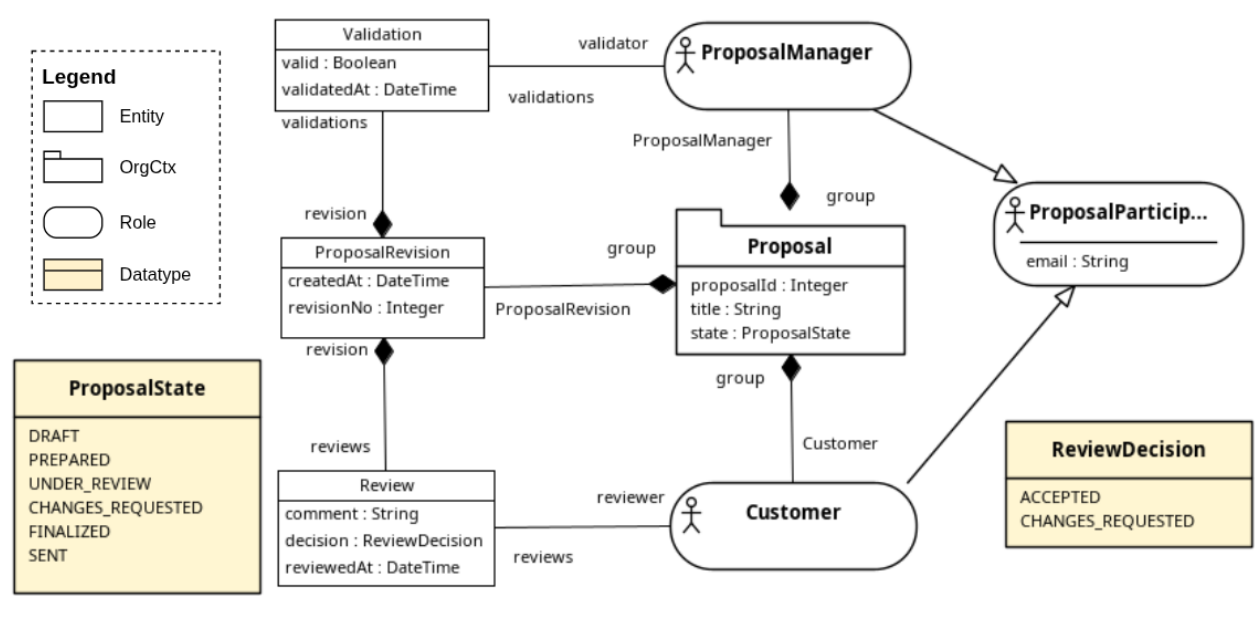 Legend
Entity
OrgCtx
Role
Datatype
Validation
valid : Boolean
validatedAt : DateTime
validations
validator
validations
ProposalManager
ProposalManager
group
ProposalParticip...
email : String
revision
ProposalRevision
createdAt : DateTime
revisionNo : Integer
revision
group
ProposalRevision
Proposal
proposalId : Integer
title : String
state : ProposalState
group
Customer
ProposalState
DRAFT
PREPARED
UNDER_REVIEW
CHANGES_REQUESTED
FINALIZED
SENT
reviews
Review
comment : String
decision : ReviewDecision
reviewedAt : DateTime
reviewer
reviews
Customer
ReviewDecision
ACCEPTED
CHANGES_REQUESTED